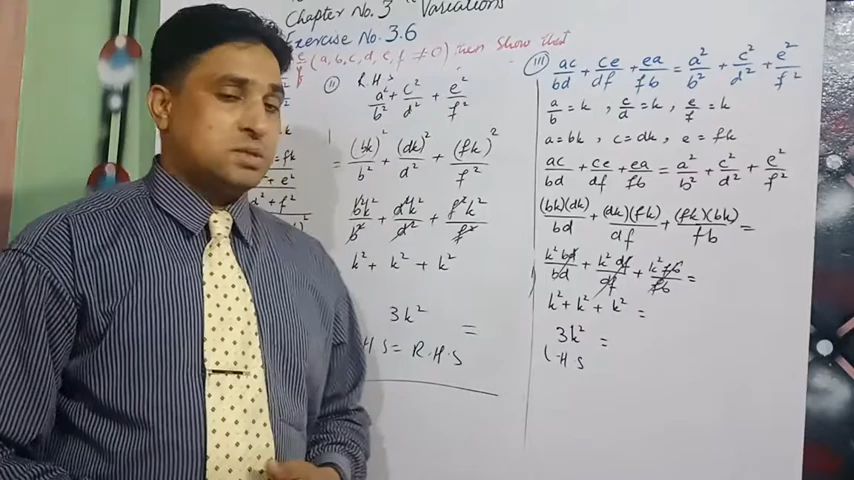 Chapter No. 3 Variations
Exercise No. 3.6
(a, b, c, d, e, f ≠ 0), then show that
= fk
+ e²
d² + f²
(ii) R.H.S
a²/b² + c²/d² + e²/f²
= (bk)²/b² + (dk)²/d² + (fk)²/f²
b²k²/b² + d²k²/d² + f²k²/f²
k² + k² + k²
3k² =
H S = R.H.S
(iii) ac/bd + ce/df + ea/fb = a²/b² + c²/d² + e²/f²
a/b = k , c/d = k , e/f = k
a = bk , c = dk , e = fk
ac/bd + ce/df + ea/fb = a²/b² + c²/d² + e²/f²
(bk)(dk)/bd + (dk)(fk)/df + (fk)(bk)/fb =
k²bd/bd + k²df/df + k²fb/fb =
k² + k² + k² =
3k² =
L.H S